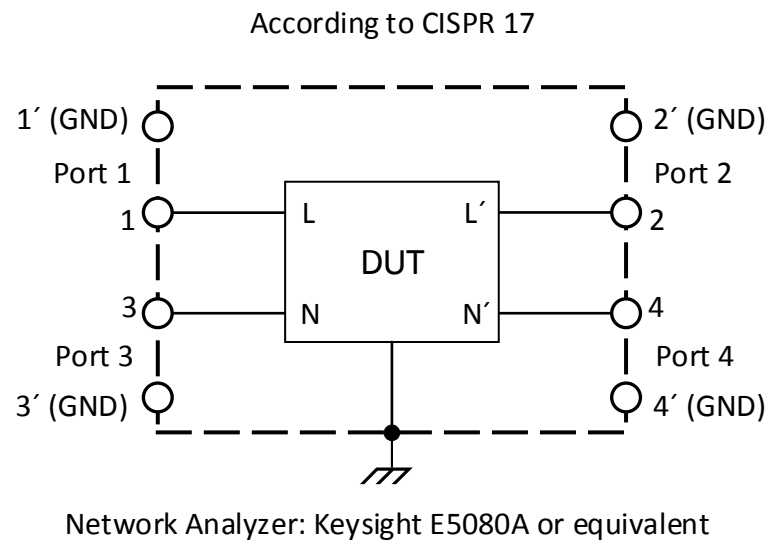 According to CISPR 17
1´ (GND)
2´ (GND)
Port 1
Port 2
1
L
L´
2
DUT
3
N
N´
4
Port 3
Port 4
3´ (GND)
4´ (GND)
Network Analyzer: Keysight E5080A or equivalent